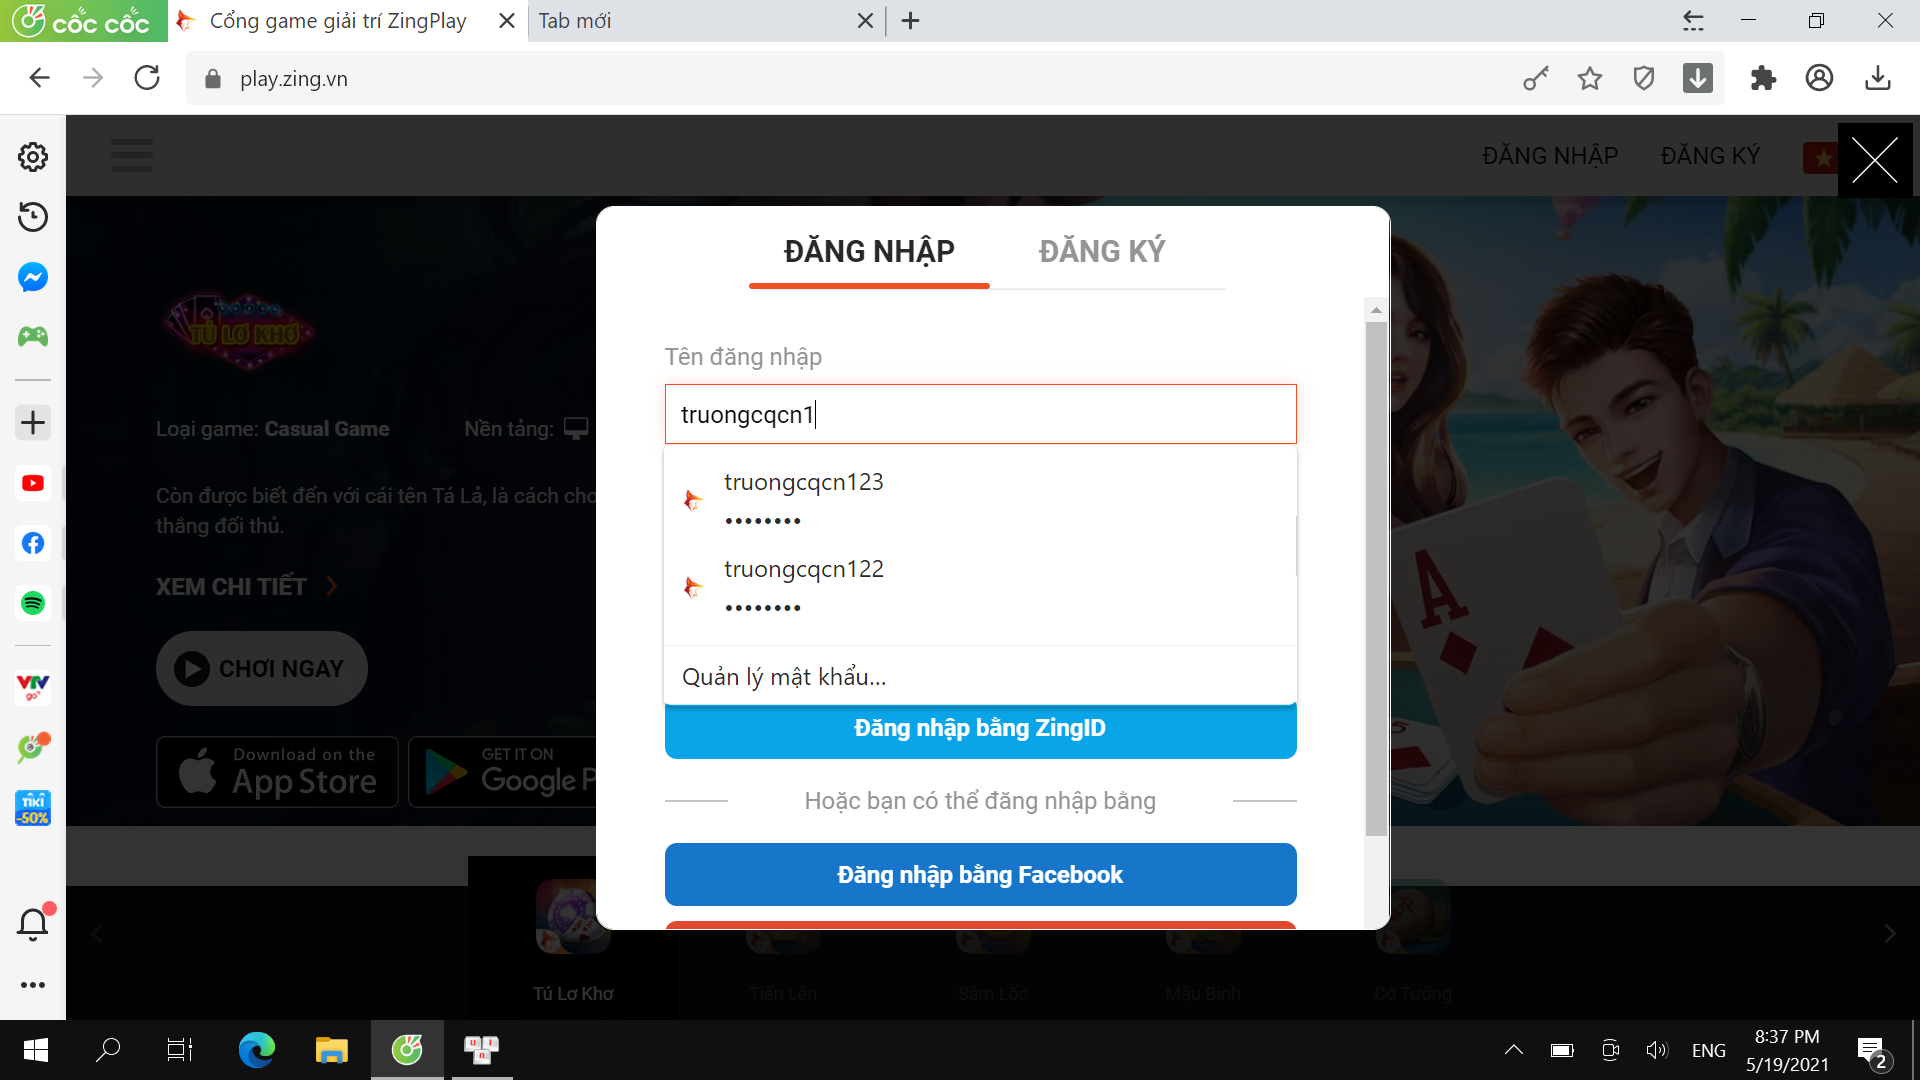 cốc cốc
Cổng game giải trí ZingPlay
Tab mới
play.zing.vn
ĐĂNG NHẬP
ĐĂNG KÝ
ĐĂNG NHẬP
ĐĂNG KÝ
TÚ LƠ KHƠ
Tên đăng nhập
truongcqcn1
Loại game: Casual Game
Nền tảng:
truongcqcn123
••••••••
Còn được biết đến với cái tên Tá Lả, là cách chơ
thắng đối thủ.
truongcqcn122
••••••••
XEM CHI TIẾT
CHƠI NGAY
Quản lý mật khẩu...
VTV
go
Đăng nhập bằng ZingID
Download on the
App Store
GET IT ON
Google P
TIKI
-50%
Hoặc bạn có thể đăng nhập bằng
Đăng nhập bằng Facebook
A
Tú Lơ Khơ
Tiến Lên
Sâm Lốc
Mậu Binh
Cờ Tướng
U
I
n
ENG
8:37 PM
5/19/2021
2